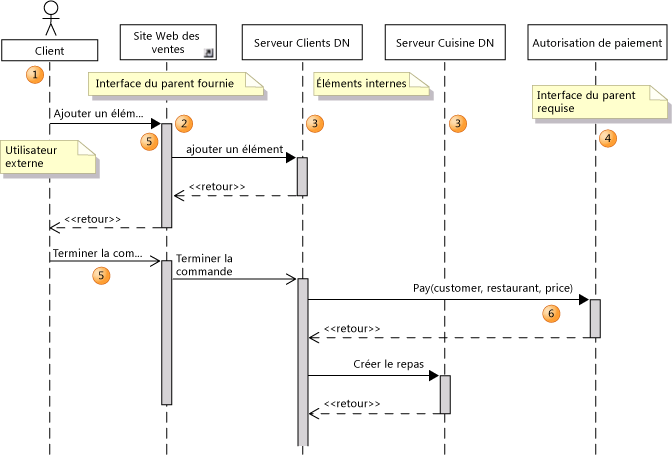 Client
Site Web des
ventes
Serveur Clients DN
Serveur Cuisine DN
Autorisation de paiement
1
Interface du parent fournie
Éléments internes
Interface du parent
requise
Ajouter un élém...
2
3
3
4
5
Utilisateur
externe
ajouter un élément
<<retour>>
<<retour>>
Terminer la com...
5
Terminer la
commande
Pay(customer, restaurant, price)
6
<<retour>>
Créer le repas
<<retour>>